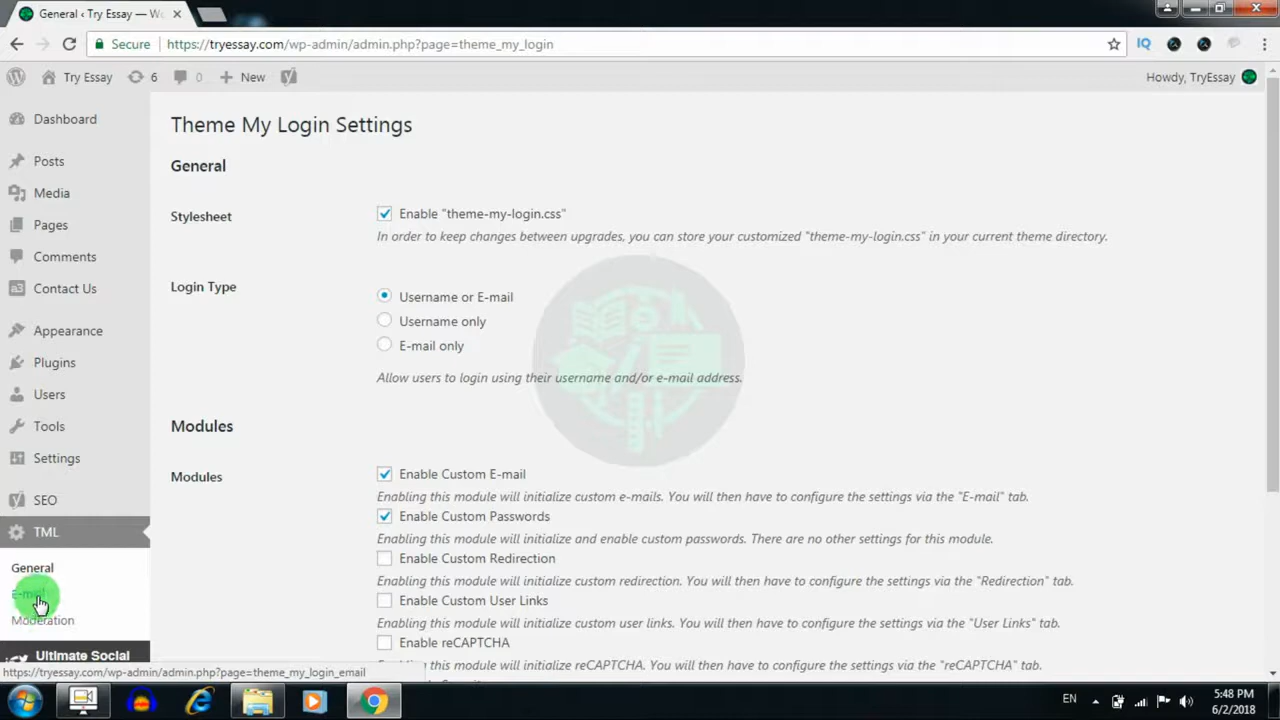 General ‹ Try Essay — Wo
Secure
https://tryessay.com/wp-admin/admin.php?page=theme_my_login
IQ
Try Essay
6
0
New
Howdy, TryEssay
Dashboard
Posts
Media
Pages
Comments
Contact Us
Appearance
Plugins
Users
Tools
Settings
SEO
TML
General
E-mail
Moderation
Ultimate Social
Theme My Login Settings
General
Stylesheet
Enable "theme-my-login.css"
In order to keep changes between upgrades, you can store your customized "theme-my-login.css" in your current theme directory.
Login Type
Username or E-mail
Username only
E-mail only
Allow users to login using their username and/or e-mail address.
Modules
Modules
Enable Custom E-mail
Enabling this module will initialize custom e-mails. You will then have to configure the settings via the "E-mail" tab.
Enable Custom Passwords
Enabling this module will initialize and enable custom passwords. There are no other settings for this module.
Enable Custom Redirection
Enabling this module will initialize custom redirection. You will then have to configure the settings via the "Redirection" tab.
Enable Custom User Links
Enabling this module will initialize custom user links. You will then have to configure the settings via the "User Links" tab.
Enable reCAPTCHA
this module will initialize reCAPTCHA. You will then have to configure the settings via the "reCAPTCHA" tab.
https://tryessay.com/wp-admin/admin.php?page=theme_my_login_email
EN
5:48 PM
6/2/2018